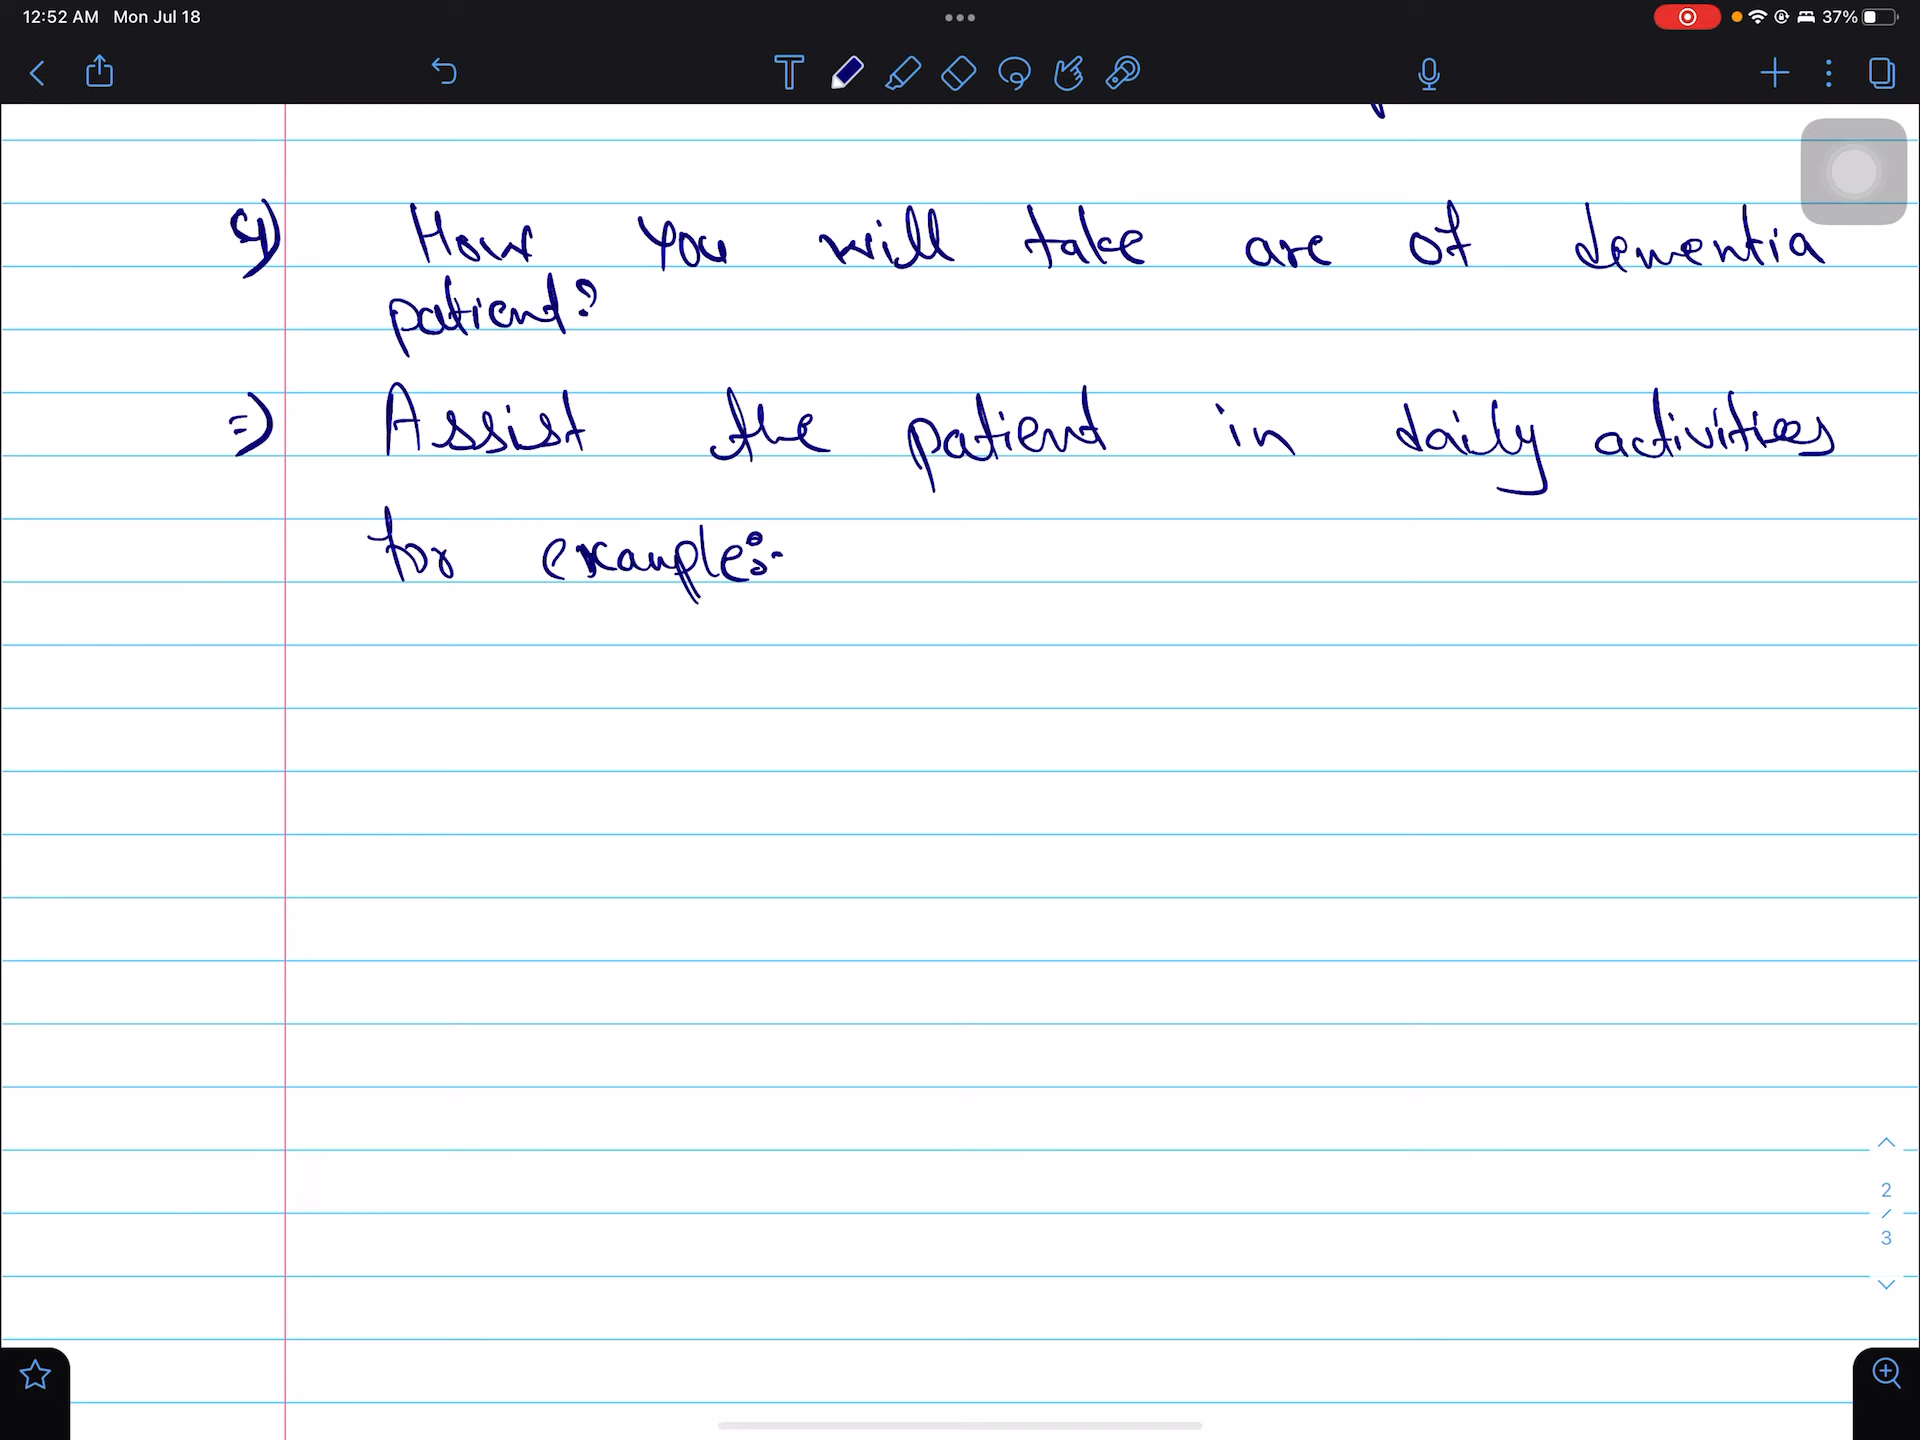 12:52 AM Mon Jul 18
37%
4) How you will take are of dementia
patient?
=) Assist the patient in daily activities
for example:-
2
/
3